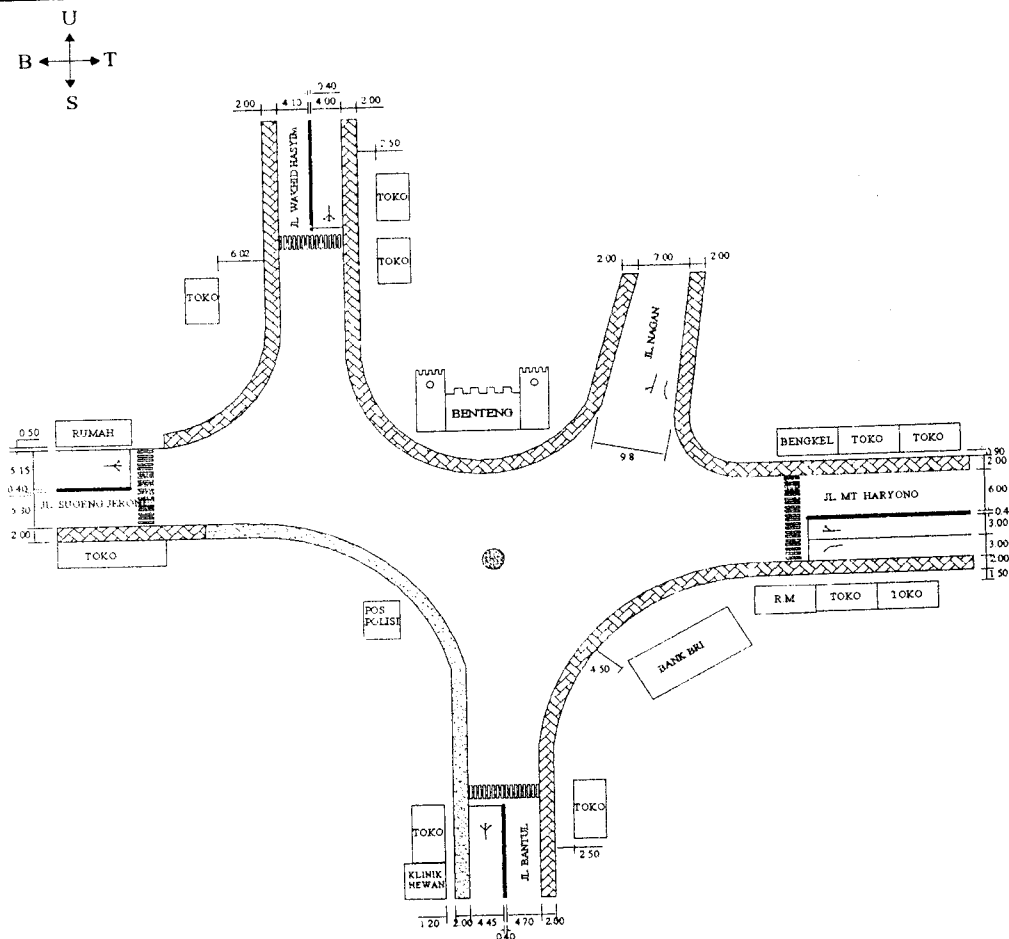 U
B T
S
0.40
2.00 4.10 4.00 2.00
JL WAKHID HASYIM
2.50
TOKO
TOKO
6.02
TOKO
2.00 7.00 2.00
JL. NAGAN
9.8
BENTENG
0.50
RUMAH
5.15
0.40
5.30
JL. SUGENG JERONI
2.00
TOKO
BENGKEL TOKO TOKO
0.90
2.00
JL. MT HARYONO
6.00
0.4
3.00
3.00
2.00
1.50
R.M TOKO TOKO
POS
POLISI
4.50
BANK BRI
TOKO
2.50
TOKO
JL BANTUL
KLINIK
HEWAN
1.20 2.00 4.45 4.70 2.00
0.40